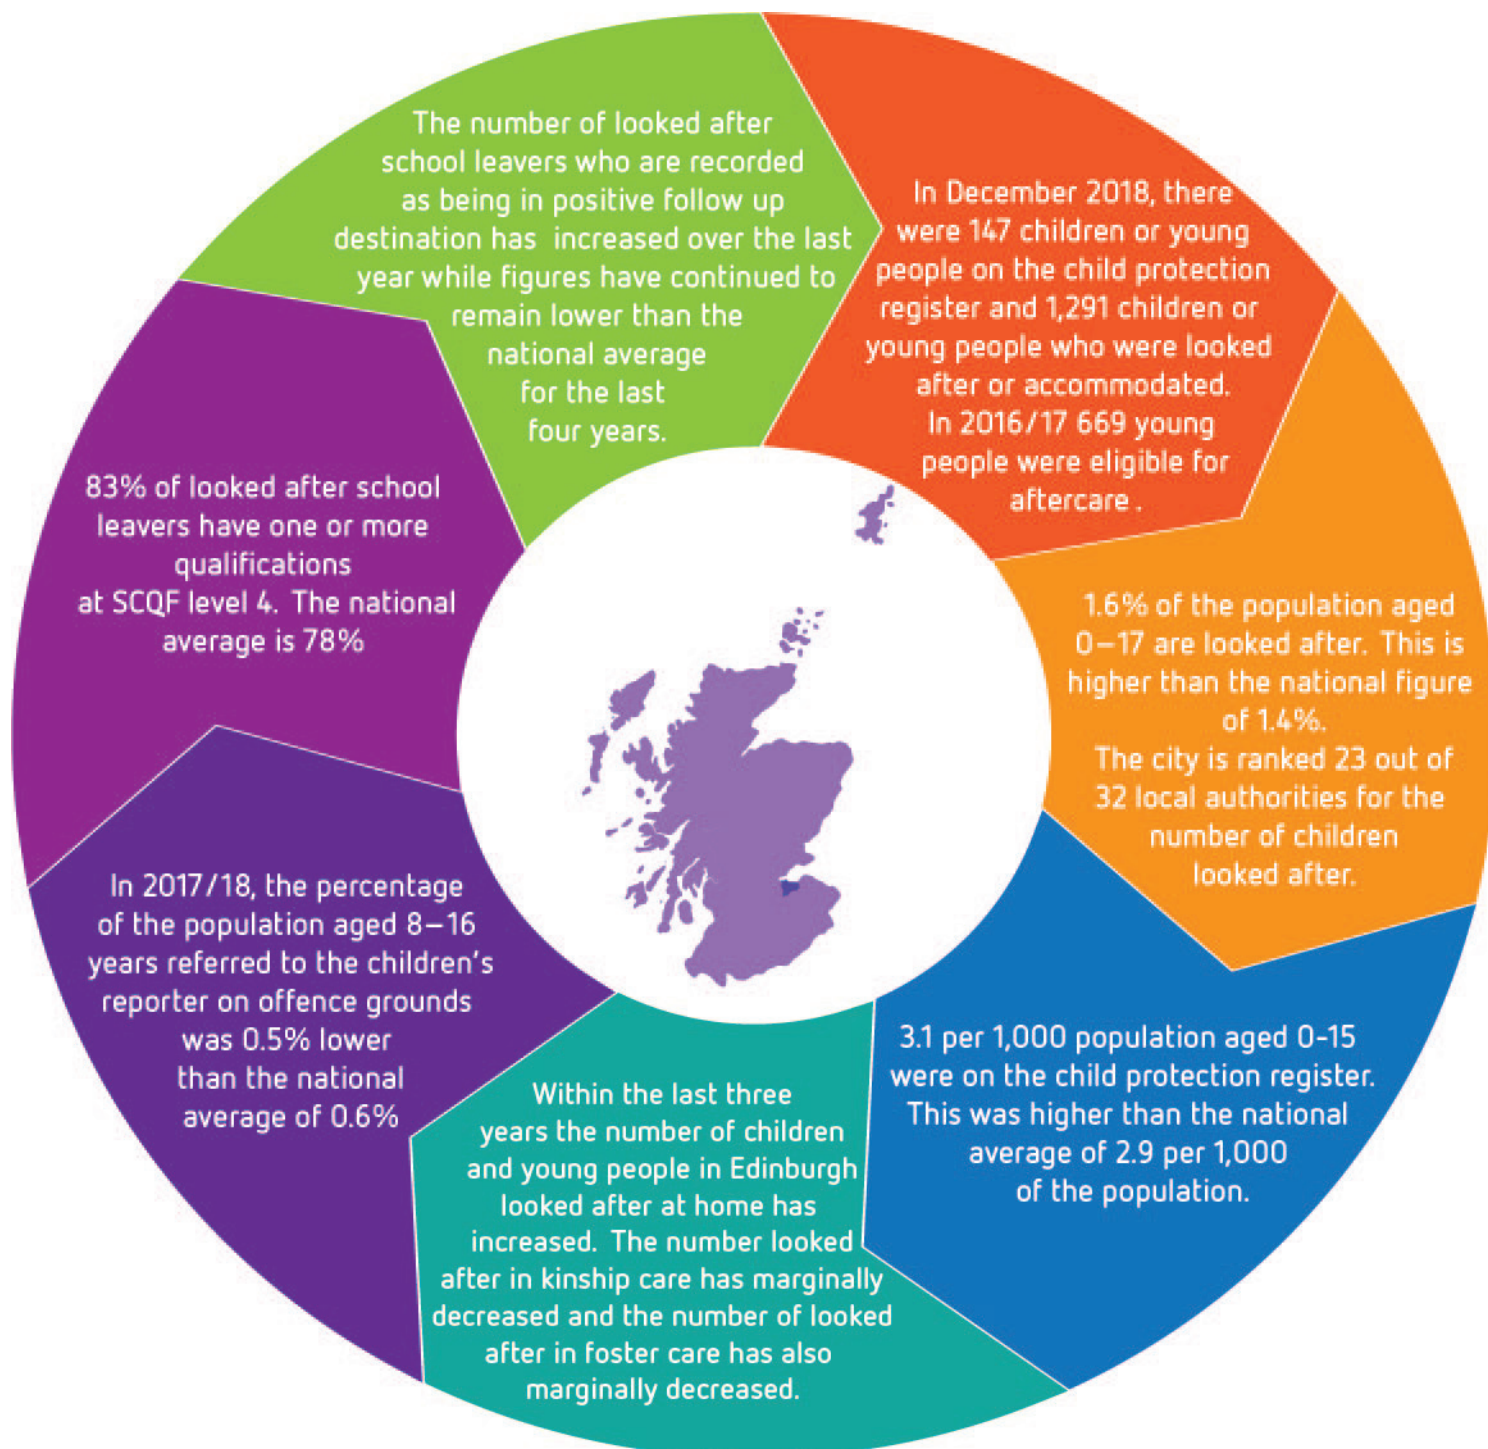 The number of looked after
school leavers who are recorded
as being in positive follow up
destination has increased over the last
year while figures have continued to
remain lower than the
national average
for the last
four years.
In December 2018, there
were 147 children or young
people on the child protection
register and 1,291 children or
young people who were looked
after or accommodated.
In 2016/17 669 young
people were eligible for
aftercare .
1.6% of the population aged
0–17 are looked after. This is
higher than the national figure
of 1.4%.
The city is ranked 23 out of
32 local authorities for the
number of children
looked after.
3.1 per 1,000 population aged 0-15
were on the child protection register.
This was higher than the national
average of 2.9 per 1,000
of the population.
Within the last three
years the number of children
and young people in Edinburgh
looked after at home has
increased. The number looked
after in kinship care has marginally
decreased and the number of looked
after in foster care has also
marginally decreased.
In 2017/18, the percentage
of the population aged 8–16
years referred to the children's
reporter on offence grounds
was 0.5% lower
than the national
average of 0.6%
83% of looked after school
leavers have one or more
qualifications
at SCQF level 4. The national
average is 78%